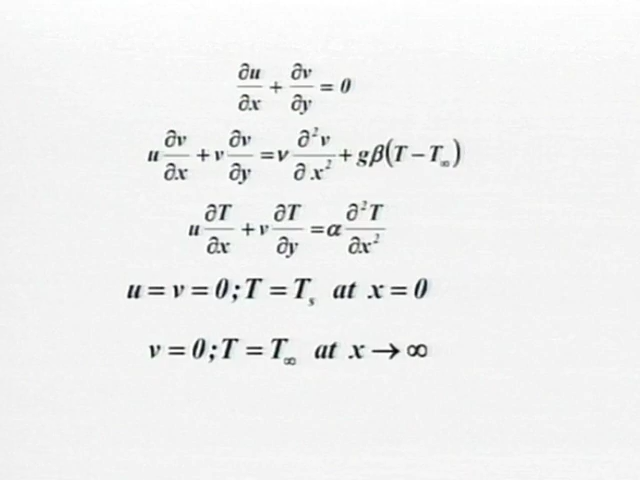 ∂u/∂x + ∂v/∂y = 0
u ∂v/∂x + v ∂v/∂y = ν ∂²v/∂x² + gβ(T − T∞)
u ∂T/∂x + v ∂T/∂y = α ∂²T/∂x²
u = v = 0; T = Tₛ at x = 0
v = 0; T = T∞ at x → ∞